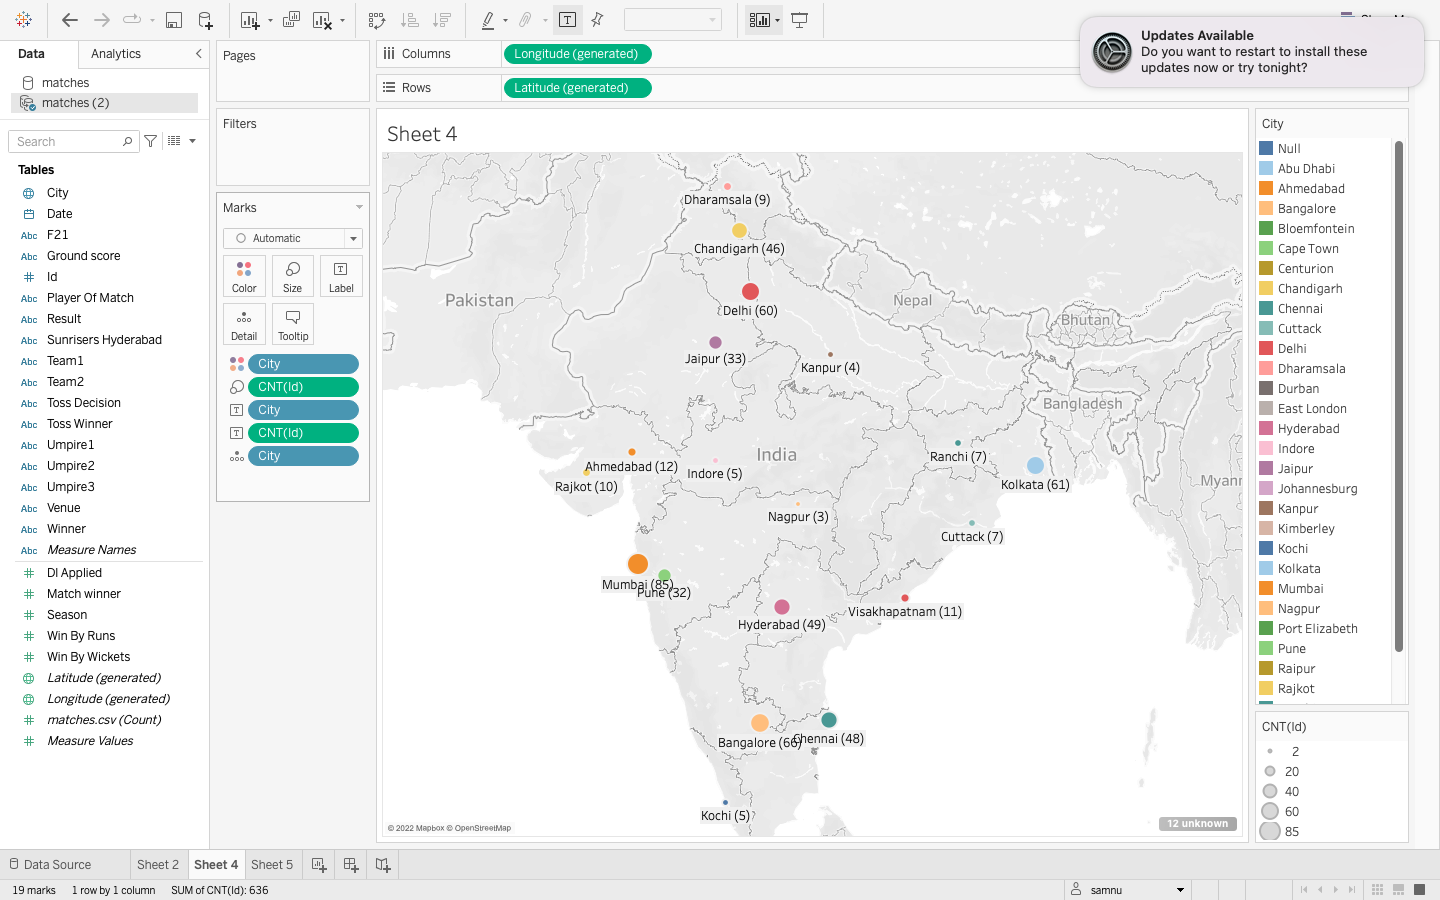 Updates Available
Do you want to restart to install these
updates now or try tonight?
Data
Analytics
matches
matches (2)
Search
Tables
City
Date
Abc F21
Abc Ground score
Id
Abc Player Of Match
Abc Result
Abc Sunrisers Hyderabad
Abc Team1
Abc Team2
Abc Toss Decision
Abc Toss Winner
Abc Umpire1
Abc Umpire2
Abc Umpire3
Abc Venue
Abc Winner
Abc Measure Names
Dl Applied
Match winner
Season
Win By Runs
Win By Wickets
Latitude (generated)
Longitude (generated)
matches.csv (Count)
Measure Values
Pages
Filters
Marks
Automatic
Color
Size
Label
Detail
Tooltip
City
CNT(Id)
City
CNT(Id)
City
Columns
Longitude (generated)
Rows
Latitude (generated)
Sheet 4
Dharamsala (9)
Chandigarh (46)
Pakistan
Nepal
Delhi (60)
Bhutan
Jaipur (33)
Kanpur (4)
Bangladesh
India
Ranchi (7)
Ahmedabad (12)
Indore (5)
Rajkot (10)
Kolkata (61)
Myanr
Nagpur (3)
Cuttack (7)
Mumbai (85)
Pune (32)
Visakhapatnam (11)
Hyderabad (49)
Bangalore (66)
Chennai (48)
Kochi (5)
© 2022 Mapbox © OpenStreetMap
12 unknown
City
Null
Abu Dhabi
Ahmedabad
Bangalore
Bloemfontein
Cape Town
Centurion
Chandigarh
Chennai
Cuttack
Delhi
Dharamsala
Durban
East London
Hyderabad
Indore
Jaipur
Johannesburg
Kanpur
Kimberley
Kochi
Kolkata
Mumbai
Nagpur
Port Elizabeth
Pune
Raipur
Rajkot
CNT(Id)
2
20
40
60
85
Data Source
Sheet 2
Sheet 4
Sheet 5
19 marks
1 row by 1 column
SUM of CNT(Id): 636
samnu